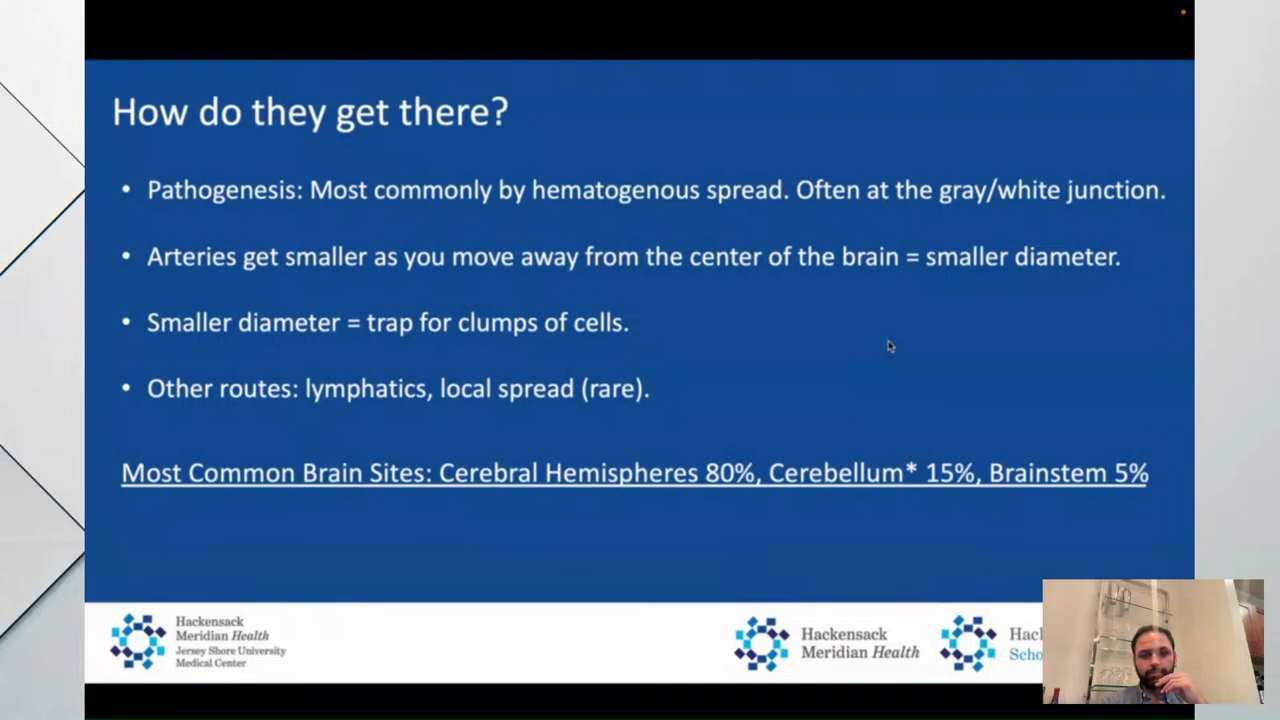 How do they get there?
• Pathogenesis: Most commonly by hematogenous spread. Often at the gray/white junction.
• Arteries get smaller as you move away from the center of the brain = smaller diameter.
• Smaller diameter = trap for clumps of cells.
• Other routes: lymphatics, local spread (rare).
Most Common Brain Sites: Cerebral Hemispheres 80%, Cerebellum* 15%, Brainstem 5%
Hackensack
Meridian Health
Jersey Shore University
Medical Center
Hackensack
Meridian Health
Hac
Scho